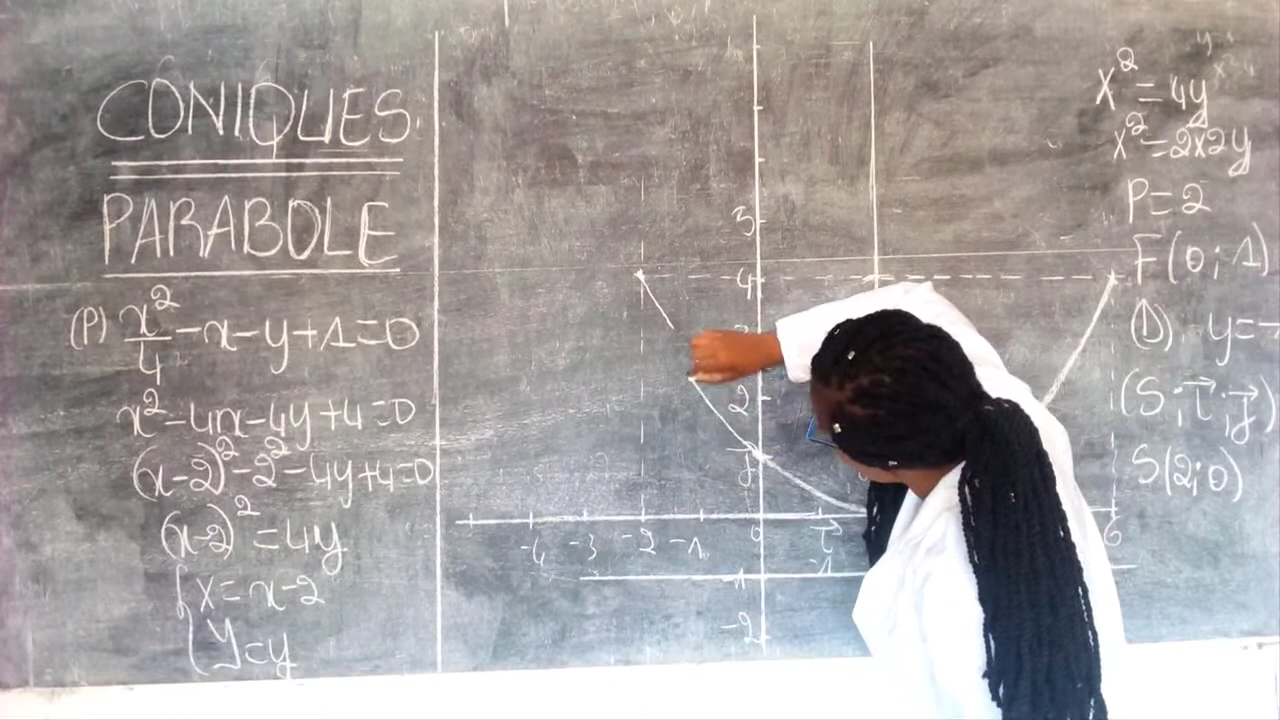 CONIQUES
PARABOLE
(P) x²/4 -x-y+1=0
x²-4x-4y+4=0
(x-2)²-2²-4y+4=0
(x-2)²=4y
{X=x-2
{Y=y
3
4
2
-4 -3 -2 -1 0 i⃗ 6
-1
-1
-2
X²=4y
X²=2x2y
P=2
F(0;1)
(D) y=-
(S;i⃗;j⃗)
S(2;0)